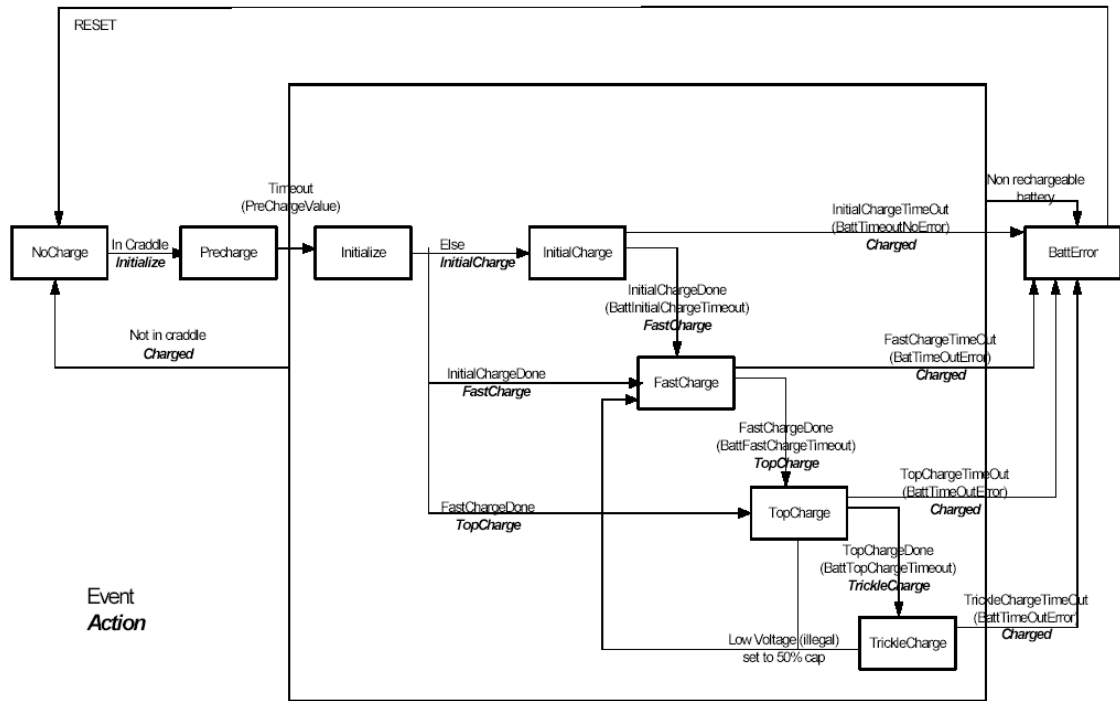 RESET
Non rechargeable
battery
Timeout
(PreChargeValue)
InitialChargeTimeOut
(BattTimeoutNoError)
Charged
NoCharge
In Craddle
Initialize
Precharge
Initialize
Else
InitialCharge
InitialCharge
BattError
InitialChargeDone
(BattInitialChargeTimeout)
FastCharge
Not in craddle
Charged
FastChargeTimeOut
(BatTimeOutError)
Charged
InitialChargeDone
FastCharge
FastCharge
FastChargeDone
(BattFastChargeTimeout)
TopCharge
TopChargeTimeOut
(BattTimeOutError)
Charged
FastChargeDone
TopCharge
TopCharge
TopChargeDone
(BattTopChargeTimeout)
TrickleCharge
Event
Action
TrickleChargeTimeOut
(BattTimeOutError)
Charged
Low Voltage (illegal)
set to 50% cap
TrickleCharge